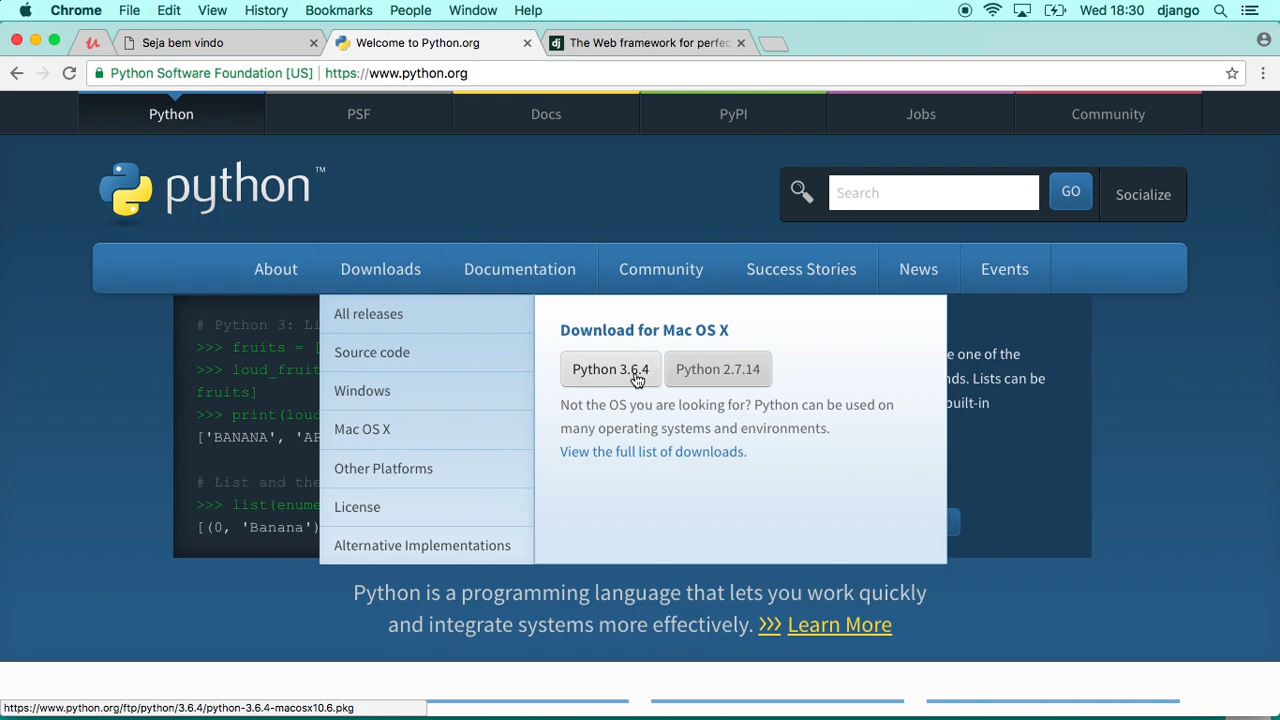 Chrome File Edit View History Bookmarks People Window Help Wed 18:30 django
Seja bem vindo Welcome to Python.org dj The Web framework for perfec
Python Software Foundation [US] https://www.python.org
Python PSF Docs PyPI Jobs Community
python™ Search GO Socialize
About Downloads Documentation Community Success Stories News Events
All releases
Source code
Windows
Mac OS X
Other Platforms
License
Alternative Implementations
Download for Mac OS X
Python 3.6.4 Python 2.7.14
Not the OS you are looking for? Python can be used on
many operating systems and environments.
View the full list of downloads.
# Python 3: Li
>>> fruits = [
>>> loud_fruit
fruits]
>>> print(loud
['BANANA', 'AP
# List and the
>>> list(enume
[(0, 'Banana')
e one of the
nds. Lists can be
built-in
Python is a programming language that lets you work quickly
and integrate systems more effectively. >>> Learn More
https://www.python.org/ftp/python/3.6.4/python-3.6.4-macosx10.6.pkg